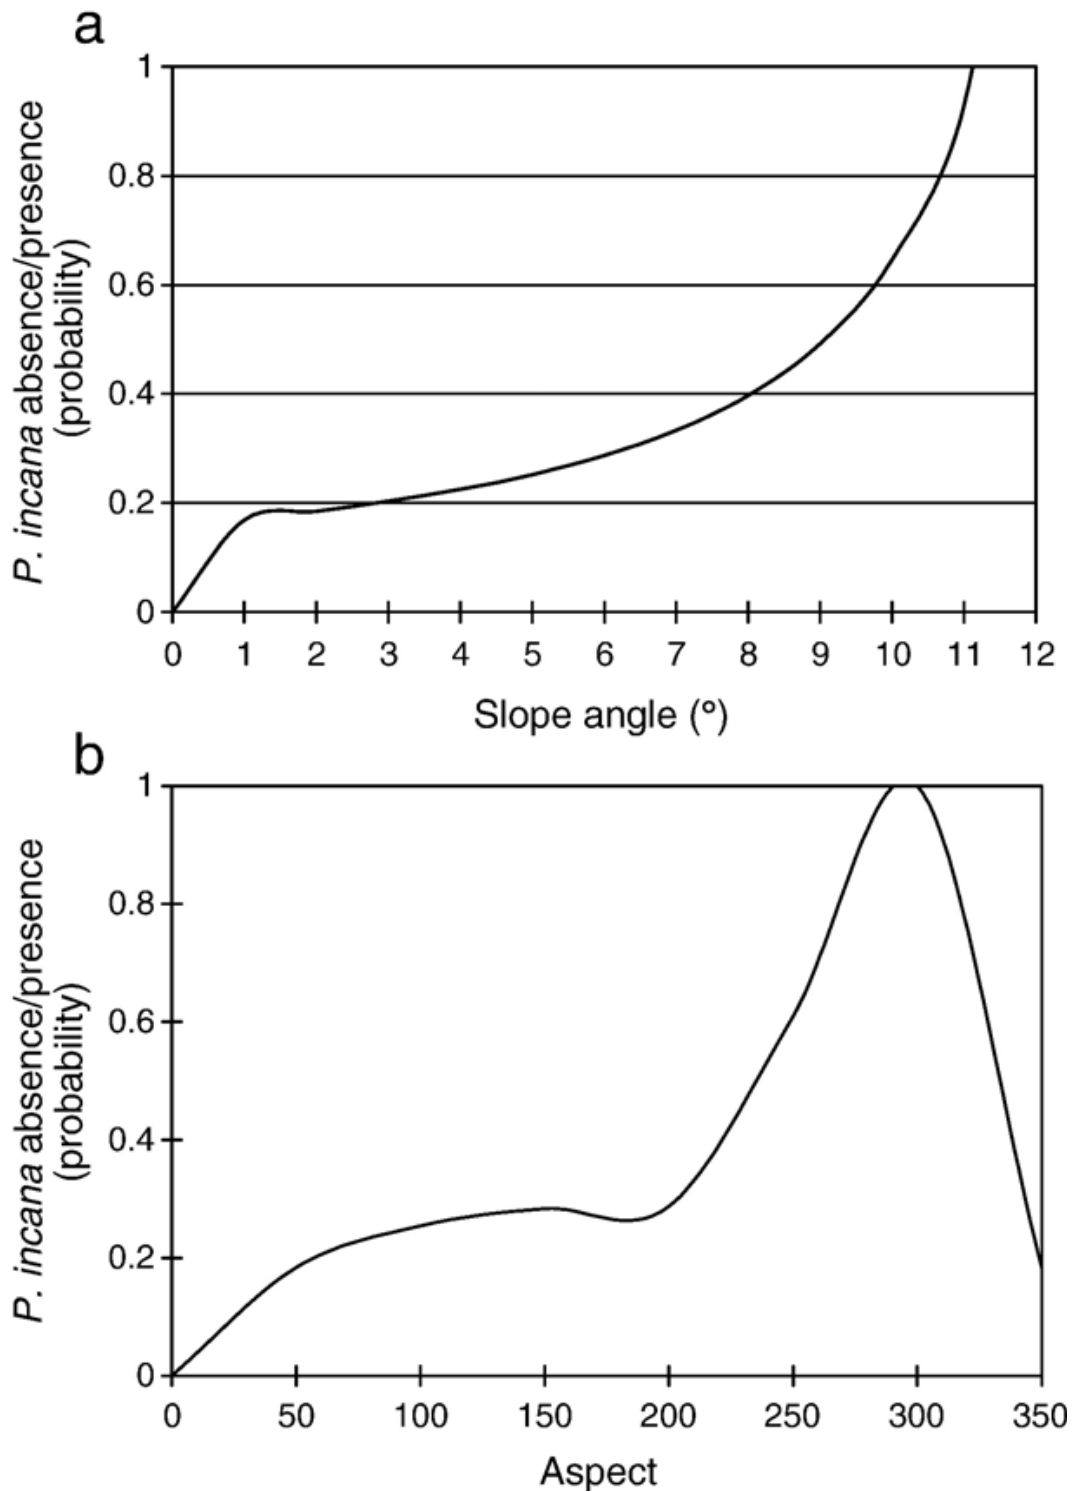 a
P. incana absence/presence
(probability)
1
0.8
0.6
0.4
0.2
0
0 1 2 3 4 5 6 7 8 9 10 11 12
Slope angle (°)
b
P. incana absence/presence
(probability)
1
0.8
0.6
0.4
0.2
0
0 50 100 150 200 250 300 350
Aspect